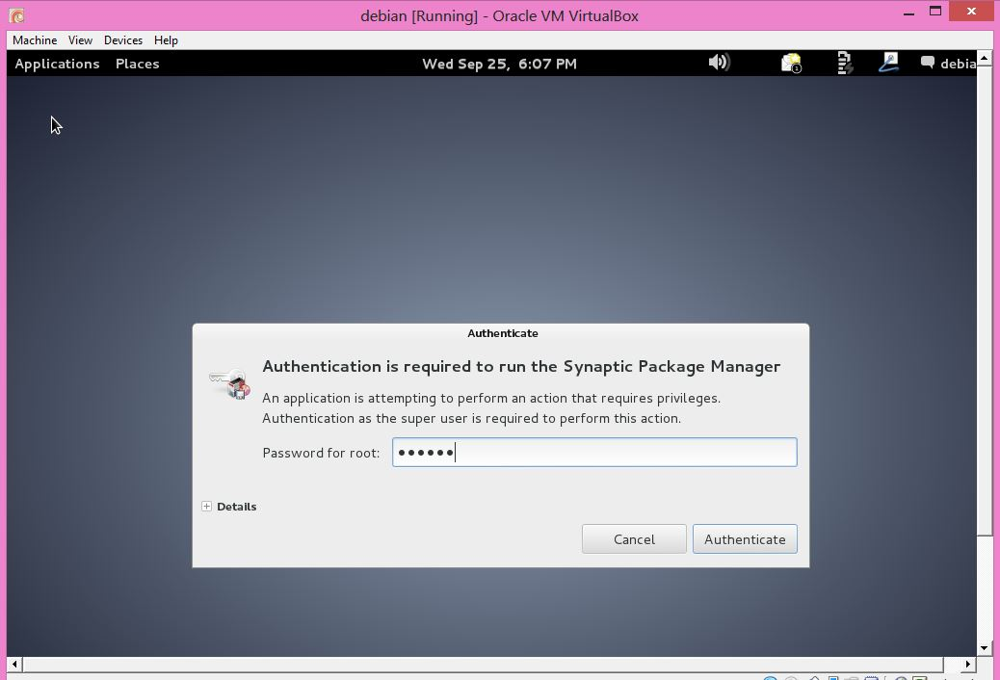 debian [Running] - Oracle VM VirtualBox
Machine View Devices Help
Applications Places Wed Sep 25, 6:07 PM debia
Authenticate
Authentication is required to run the Synaptic Package Manager
An application is attempting to perform an action that requires privileges.
Authentication as the super user is required to perform this action.
Password for root: ••••••
Details
Cancel Authenticate